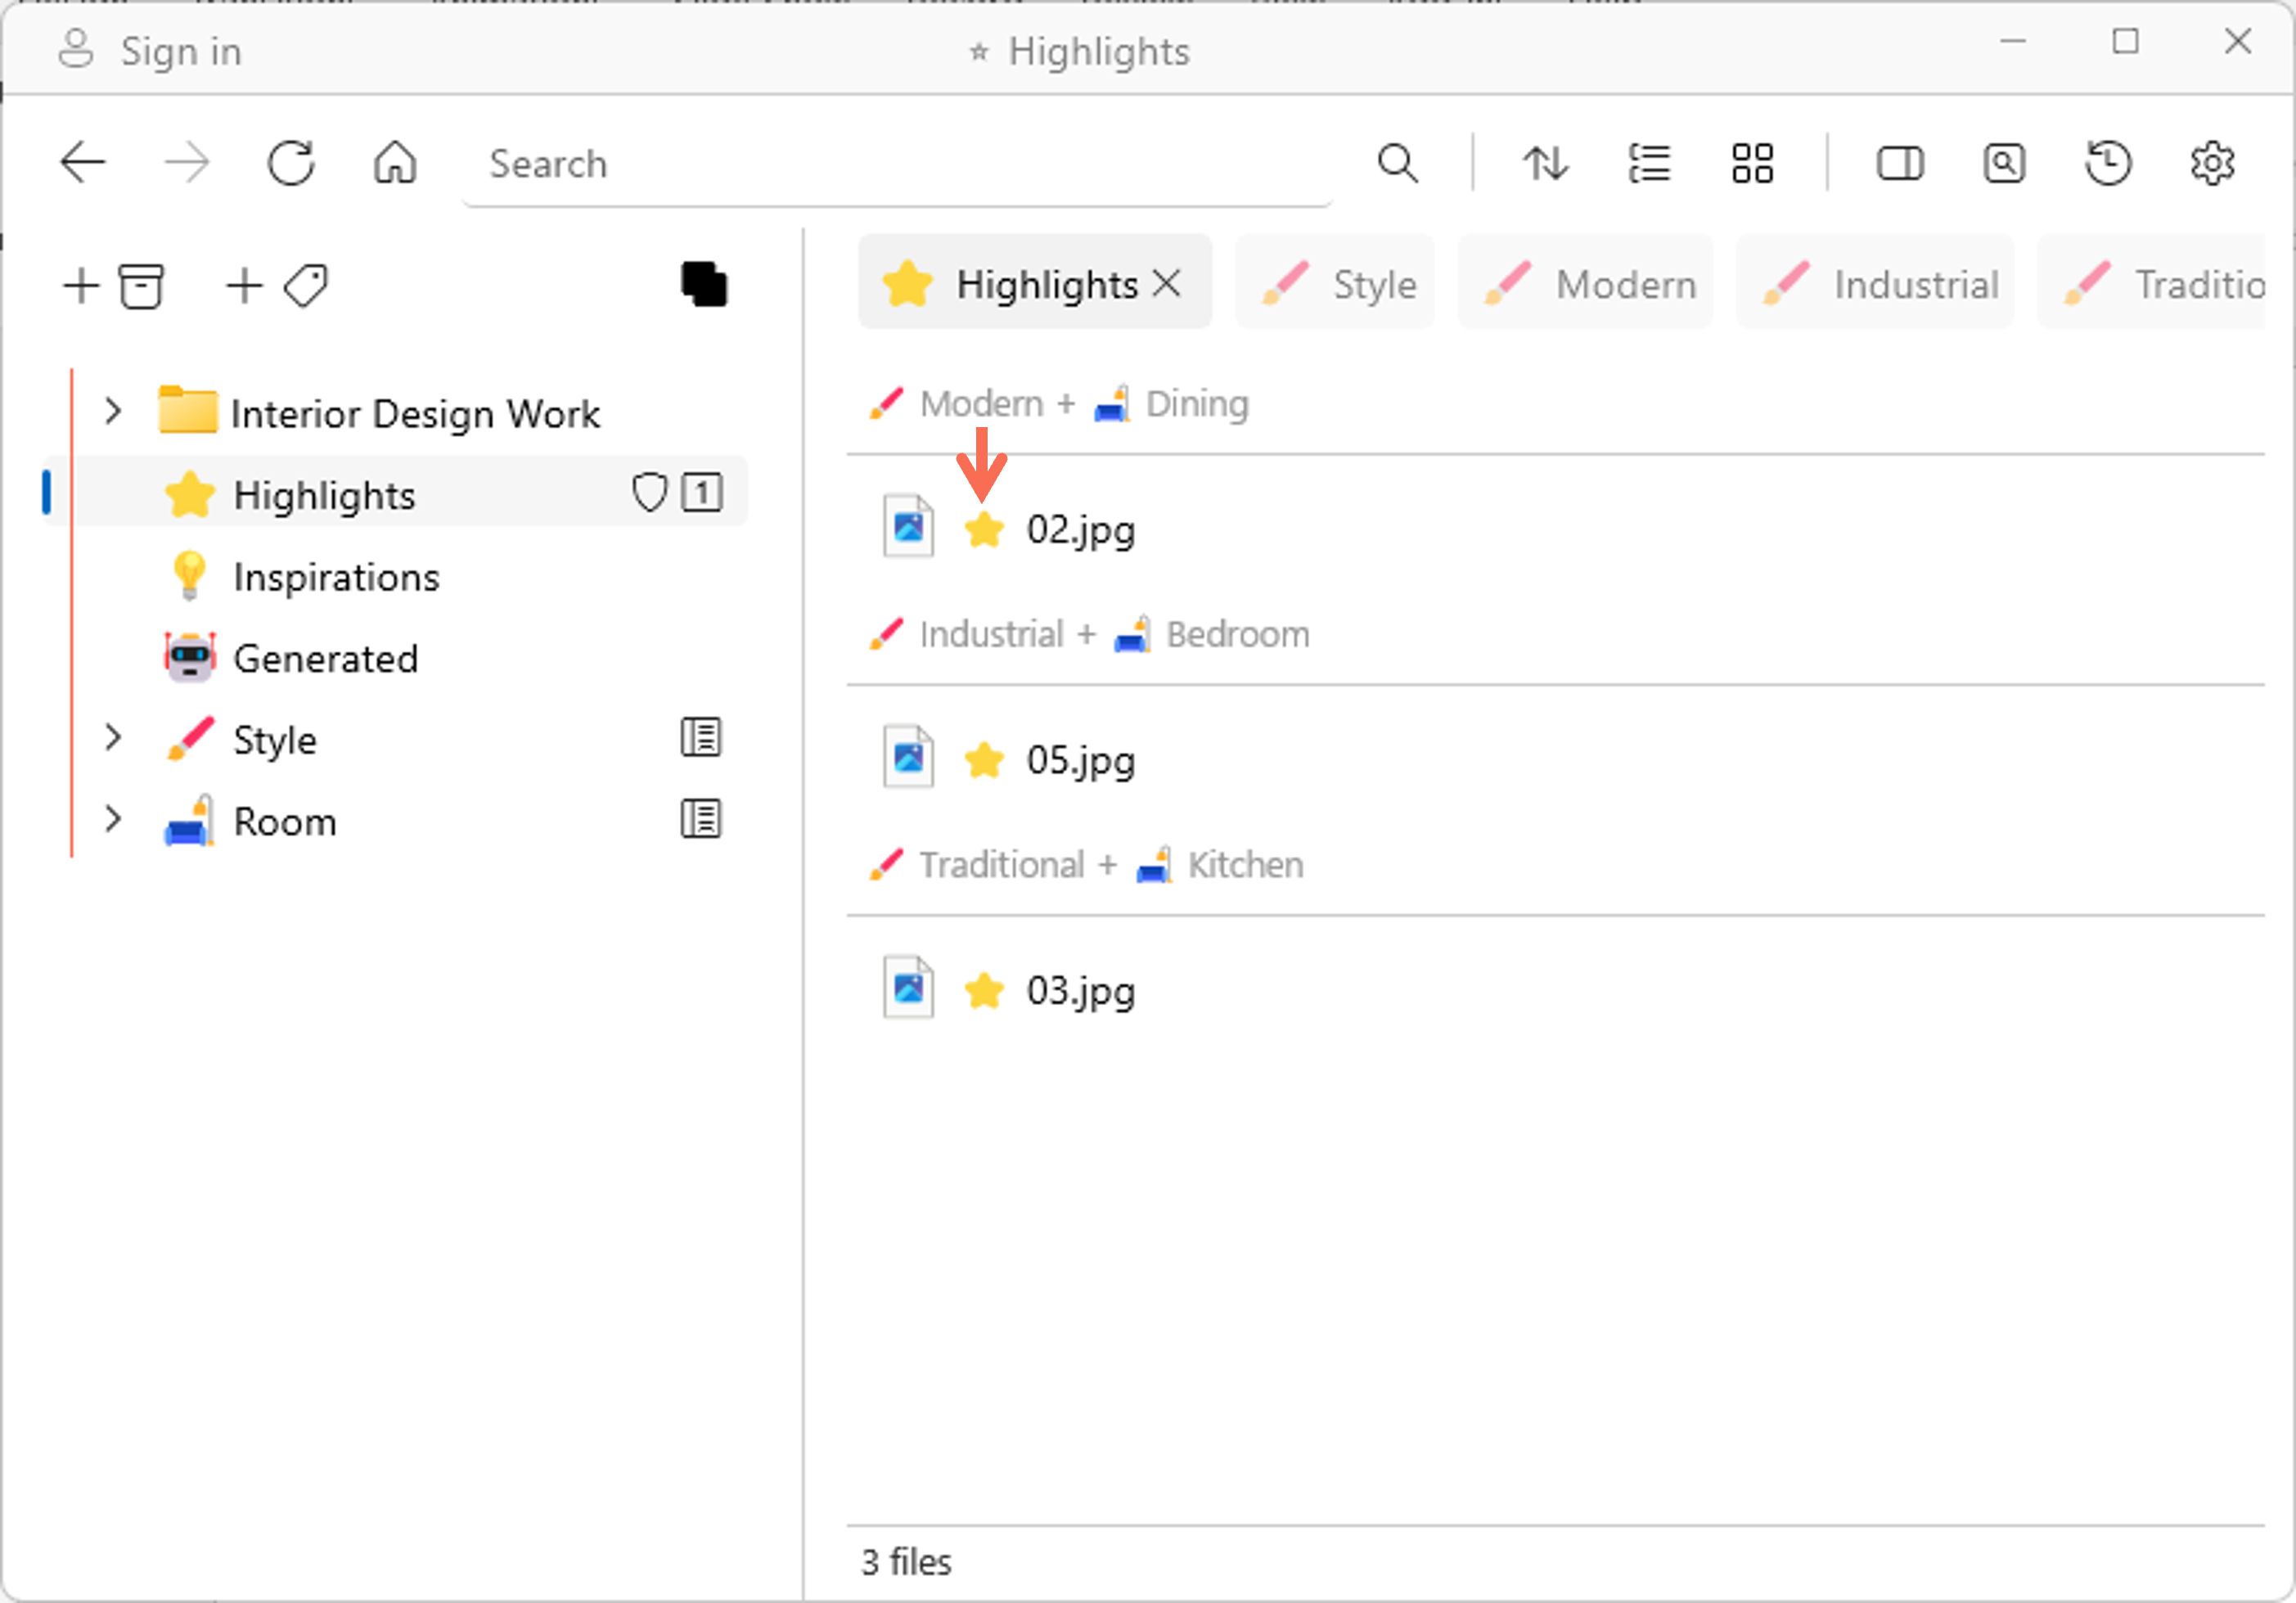 Sign in
Highlights
Search
Highlights
Style
Modern
Industrial
Traditio
Interior Design Work
Highlights 1
Inspirations
Generated
Style
Room
Modern + Dining
02.jpg
Industrial + Bedroom
05.jpg
Traditional + Kitchen
03.jpg
3 files